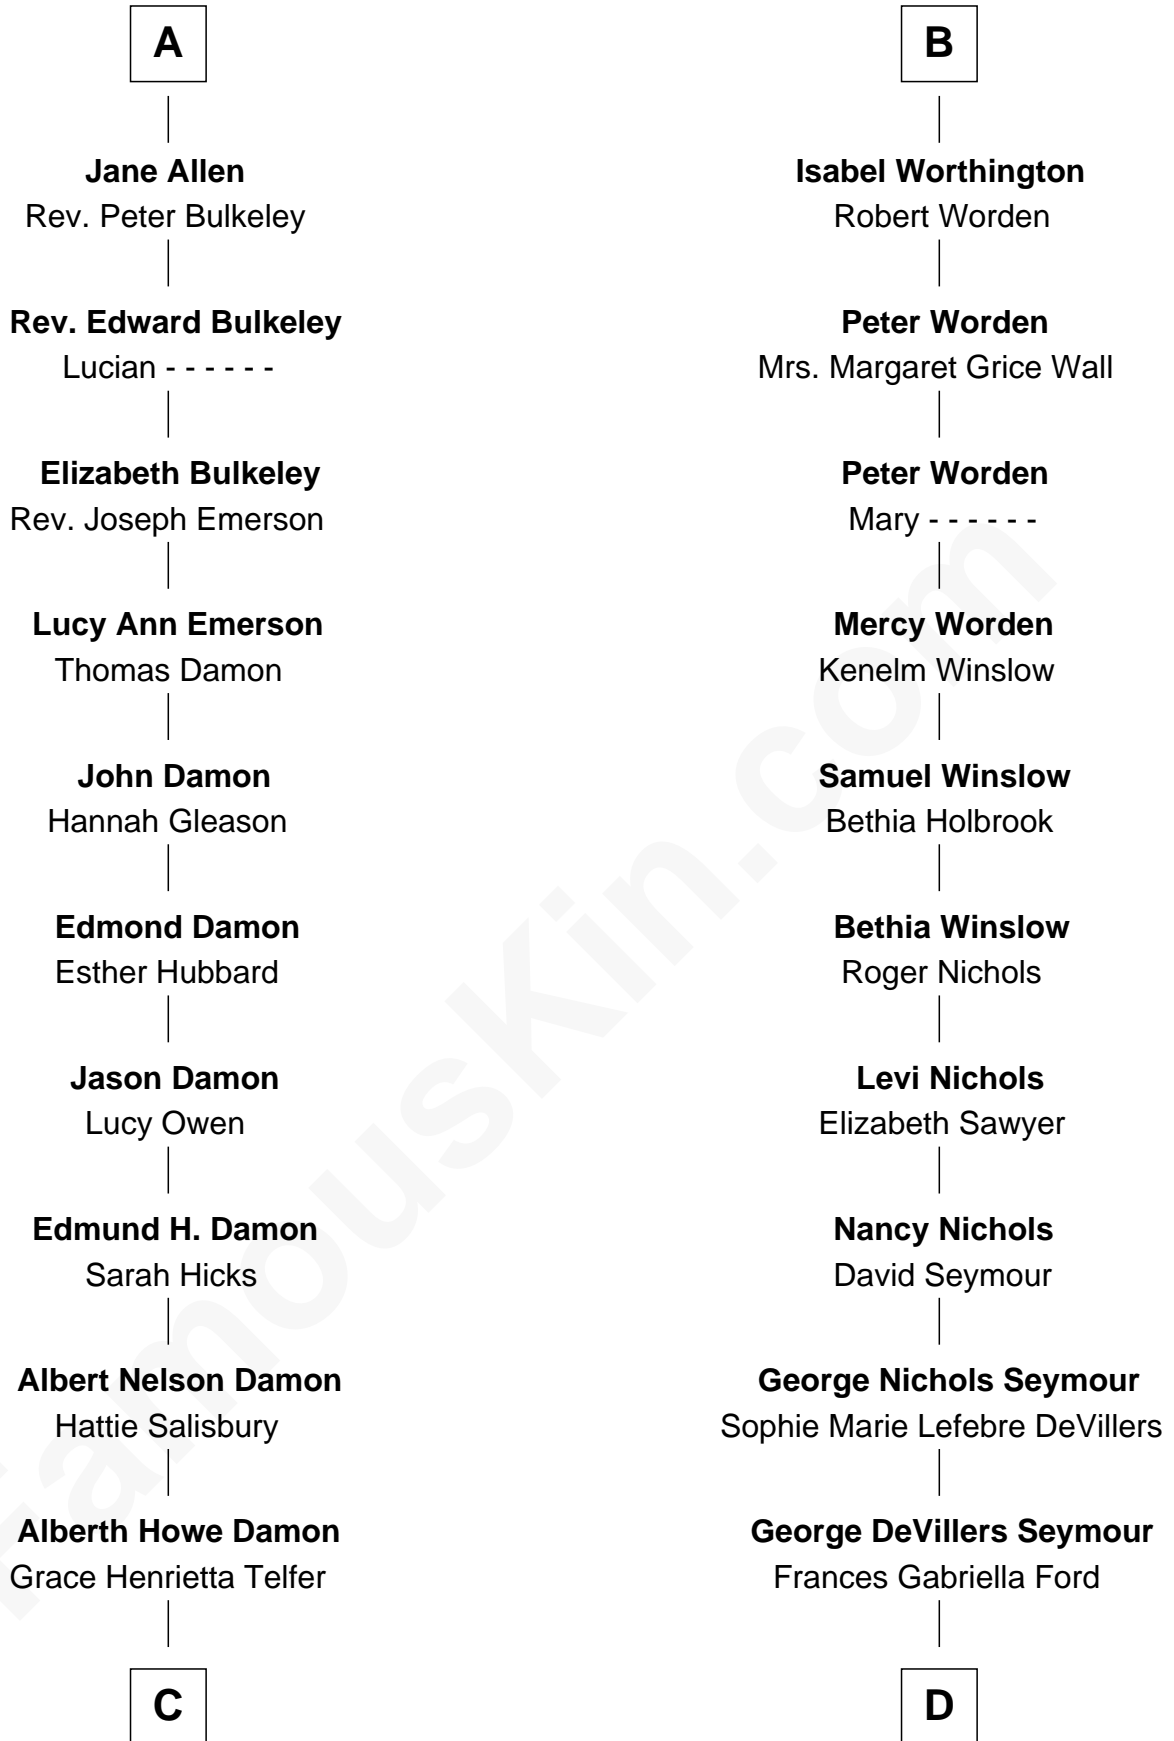 A
Jane Allen
Rev. Peter Bulkeley
Rev. Edward Bulkeley
Lucian - - - - - -
Elizabeth Bulkeley
Rev. Joseph Emerson
Lucy Ann Emerson
Thomas Damon
John Damon
Hannah Gleason
Edmond Damon
Esther Hubbard
Jason Damon
Lucy Owen
Edmund H. Damon
Sarah Hicks
Albert Nelson Damon
Hattie Salisbury
Alberth Howe Damon
Grace Henrietta Telfer
C
B
Isabel Worthington
Robert Worden
Peter Worden
Mrs. Margaret Grice Wall
Peter Worden
Mary - - - - - -
Mercy Worden
Kenelm Winslow
Samuel Winslow
Bethia Holbrook
Bethia Winslow
Roger Nichols
Levi Nichols
Elizabeth Sawyer
Nancy Nichols
David Seymour
George Nichols Seymour
Sophie Marie Lefebre DeVillers
George DeVillers Seymour
Frances Gabriella Ford
D
FamousKin.com